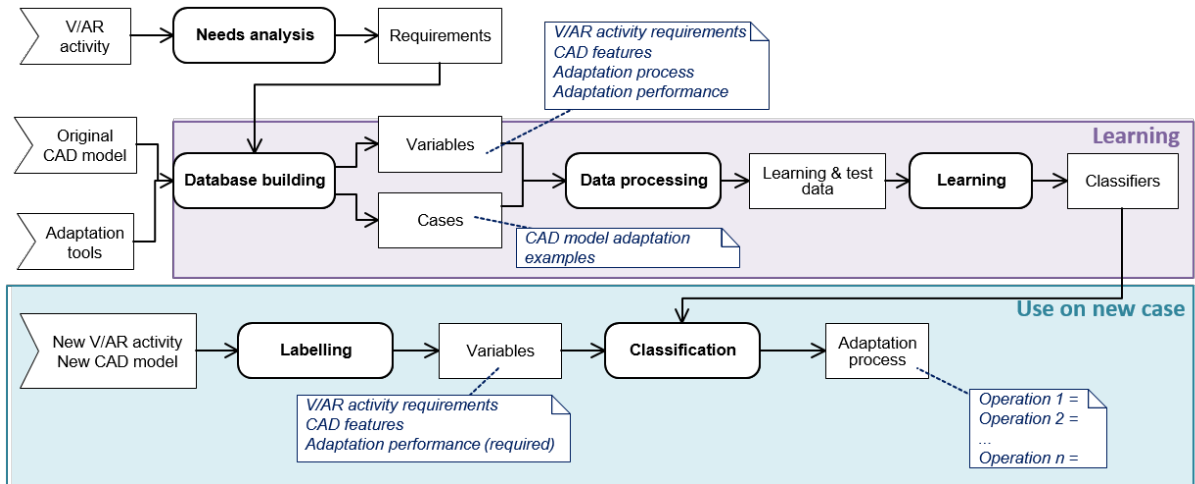 V/AR
activity
Needs analysis
Requirements
V/AR activity requirements
CAD features
Adaptation process
Adaptation performance
Learning
Original
CAD model
Adaptation
tools
Database building
Variables
Cases
CAD model adaptation
examples
Data processing
Learning & test
data
Learning
Classifiers
Use on new case
New V/AR activity
New CAD model
Labelling
Variables
V/AR activity requirements
CAD features
Adaptation performance (required)
Classification
Adaptation
process
Operation 1 =
Operation 2 =
...
Operation n =